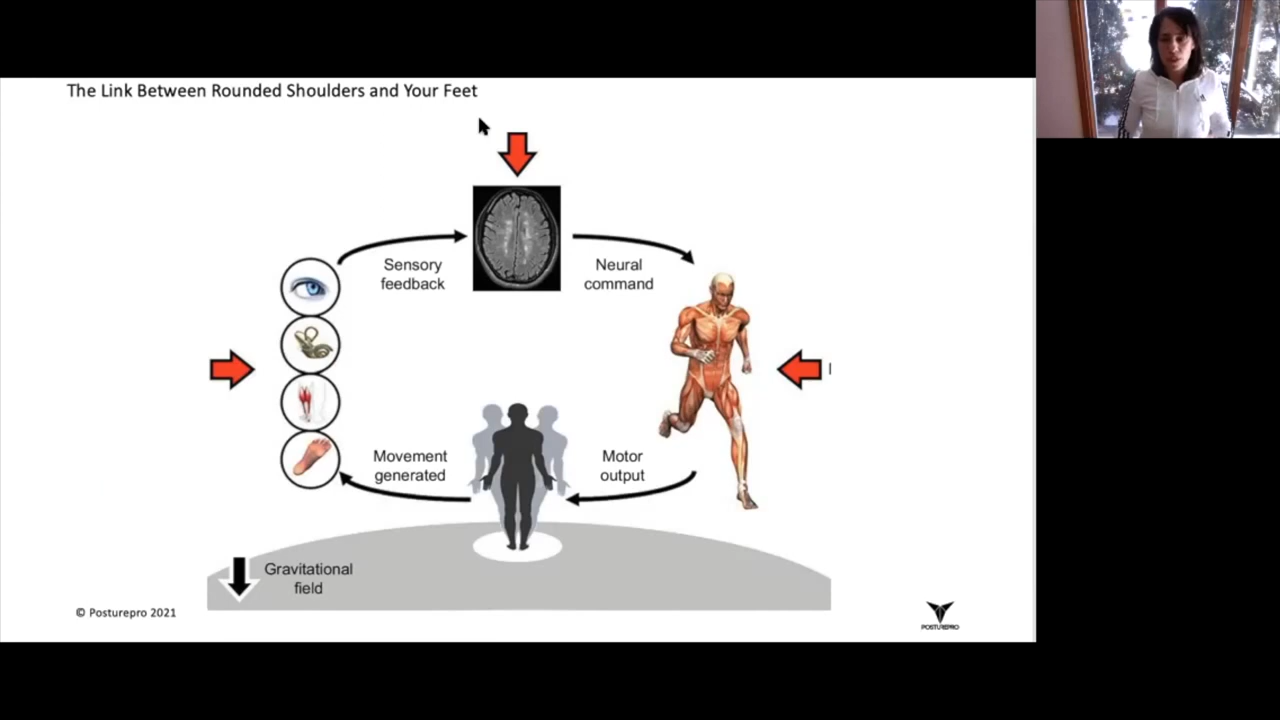 The Link Between Rounded Shoulders and Your Feet
Sensory
feedback
Neural
command
Movement
generated
Motor
output
Gravitational
field
© Posturepro 2021
POSTUREPRO